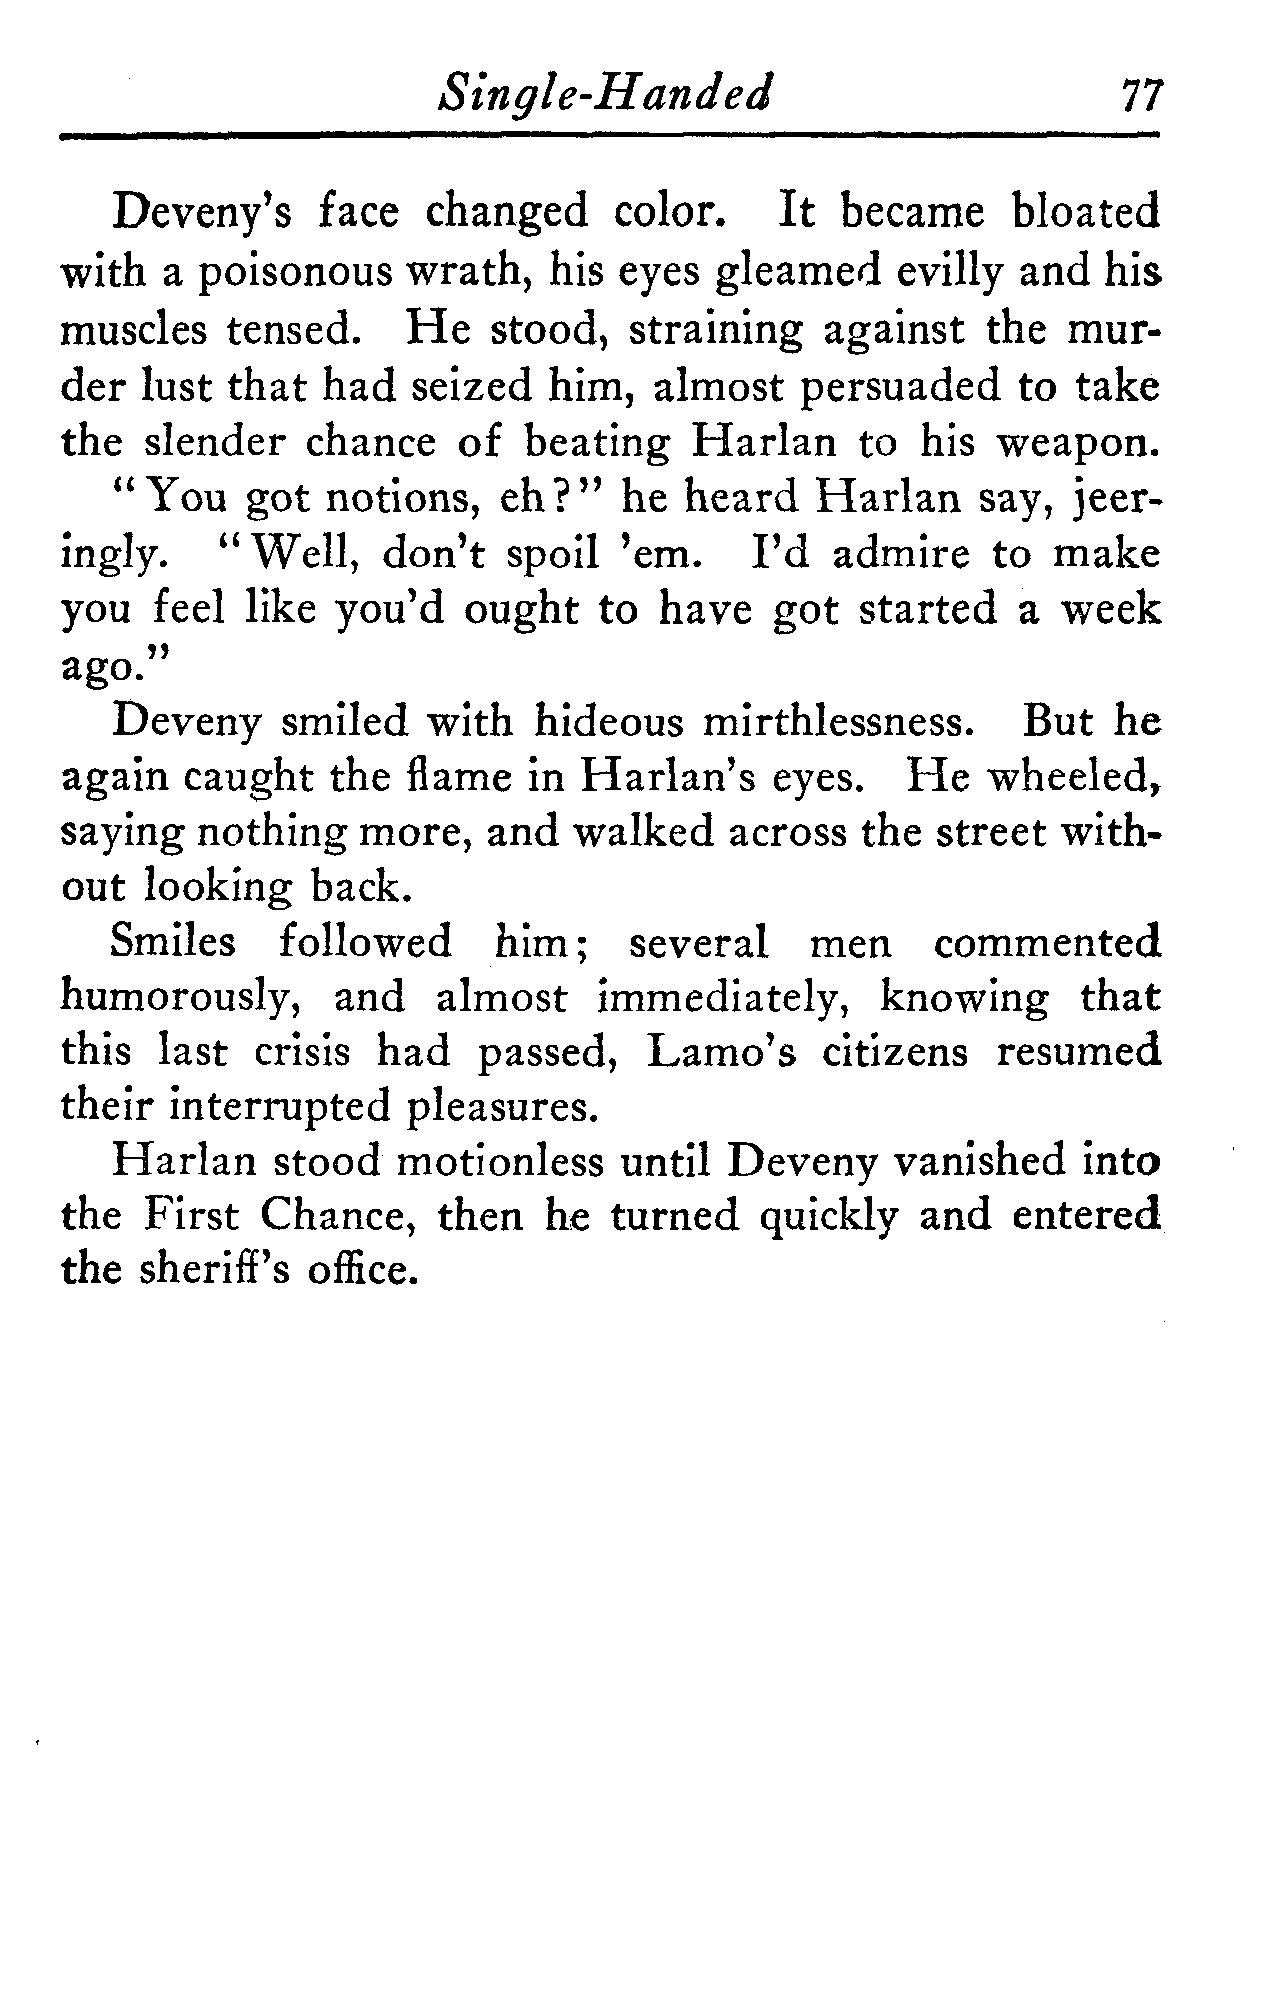 Single-Handed 77
Deveny's face changed color. It became bloated
with a poisonous wrath, his eyes gleamed evilly and his
muscles tensed. He stood, straining against the mur-
der lust that had seized him, almost persuaded to take
the slender chance of beating Harlan to his weapon.
"You got notions, eh?" he heard Harlan say, jeer-
ingly. "Well, don't spoil 'em. I'd admire to make
you feel like you'd ought to have got started a week
ago."
Deveny smiled with hideous mirthlessness. But he
again caught the flame in Harlan's eyes. He wheeled,
saying nothing more, and walked across the street with-
out looking back.
Smiles followed him; several men commented
humorously, and almost immediately, knowing that
this last crisis had passed, Lamo's citizens resumed
their interrupted pleasures.
Harlan stood motionless until Deveny vanished into
the First Chance, then he turned quickly and entered
the sheriff's office.